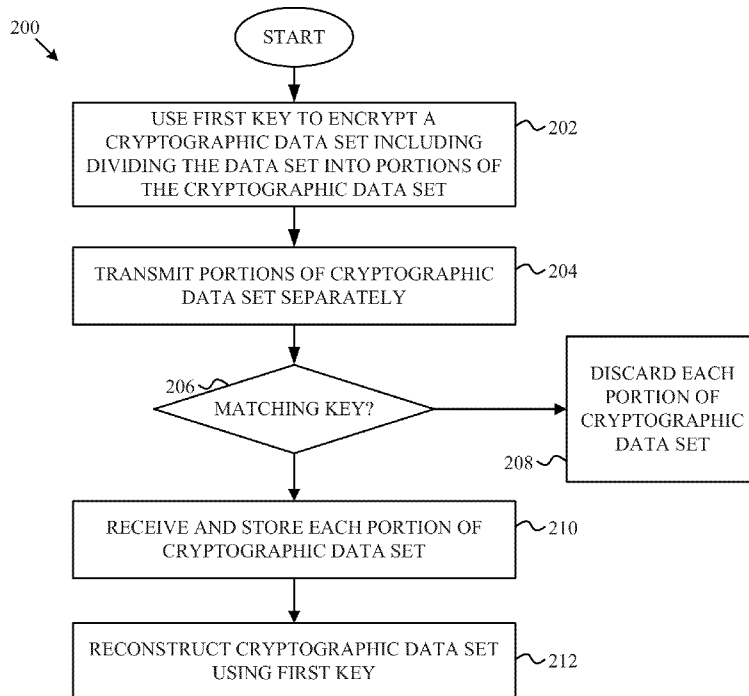 200
START
USE FIRST KEY TO ENCRYPT A
CRYPTOGRAPHIC DATA SET INCLUDING
DIVIDING THE DATA SET INTO PORTIONS OF
THE CRYPTOGRAPHIC DATA SET
202
TRANSMIT PORTIONS OF CRYPTOGRAPHIC
DATA SET SEPARATELY
204
206
MATCHING KEY?
DISCARD EACH
PORTION OF
CRYPTOGRAPHIC
DATA SET
208
RECEIVE AND STORE EACH PORTION OF
CRYPTOGRAPHIC DATA SET
210
RECONSTRUCT CRYPTOGRAPHIC DATA SET
USING FIRST KEY
212